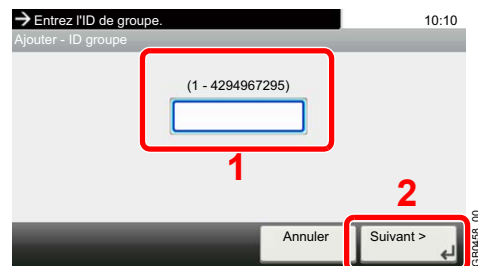 → Entrez l'ID de groupe. 10:10
Ajouter - ID groupe
(1 - 4294967295)
1
2
Annuler Suivant >
GB0458_00